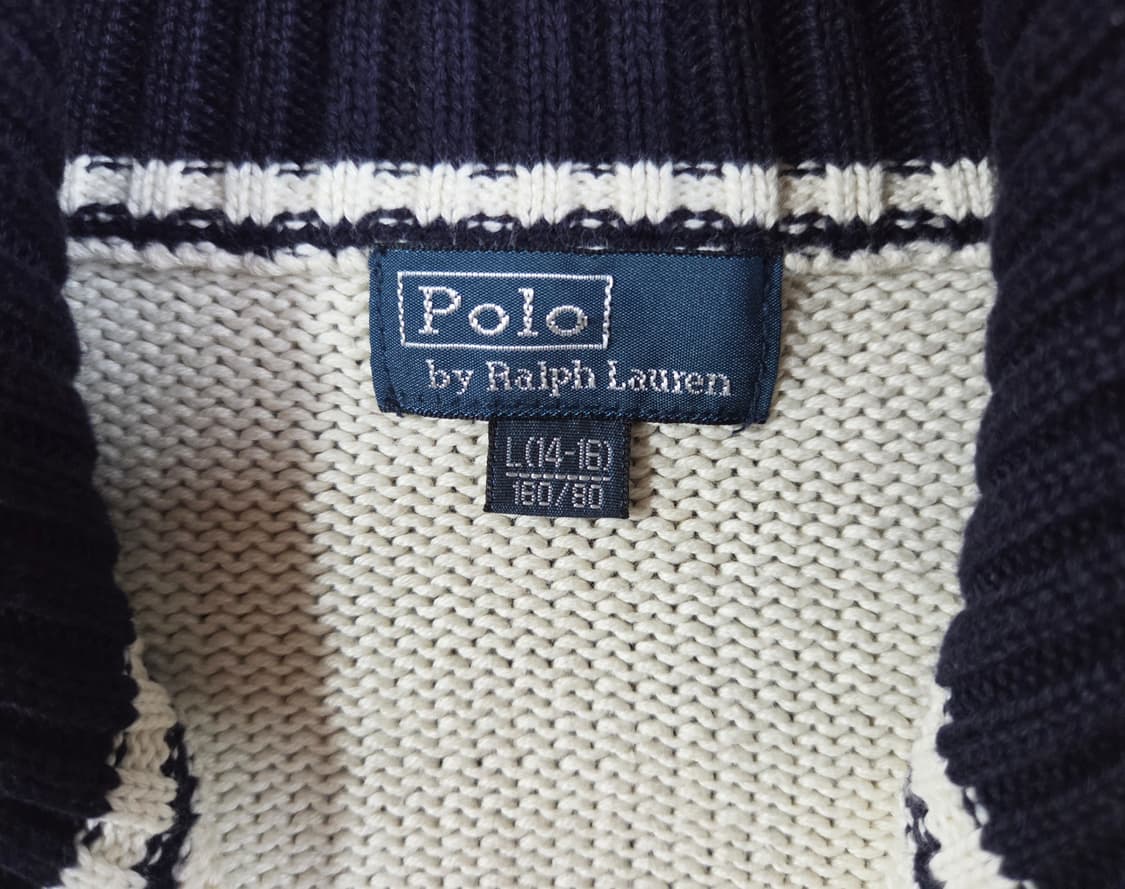 Polo
by Ralph Lauren
L(14-16)
160/80